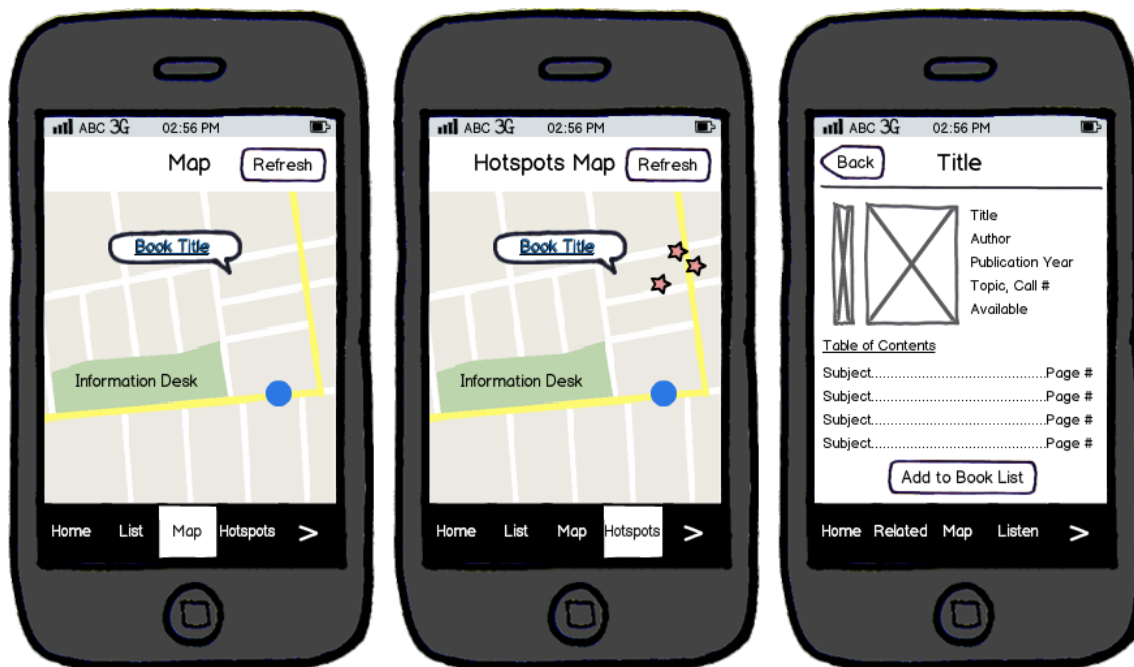 ABC 3G 02:56 PM
Map Refresh
Book Title
Information Desk
Home List Map Hotspots >
ABC 3G 02:56 PM
Hotspots Map Refresh
Book Title
Information Desk
Home List Map Hotspots >
ABC 3G 02:56 PM
Back Title
Title
Author
Publication Year
Topic, Call #
Available
Table of Contents
Subject.............................................Page #
Subject.............................................Page #
Subject.............................................Page #
Subject.............................................Page #
Add to Book List
Home Related Map Listen >